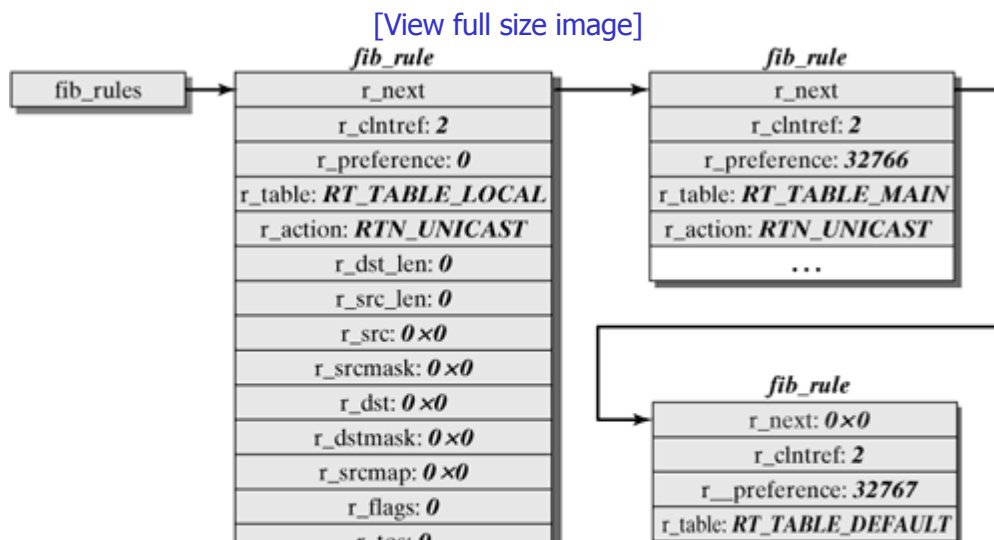 [View full size image]
fib_rules
fib_rule
r_next
r_clntref: 2
r_preference: 0
r_table: RT_TABLE_LOCAL
r_action: RTN_UNICAST
r_dst_len: 0
r_src_len: 0
r_src: 0×0
r_srcmask: 0×0
r_dst: 0×0
r_dstmask: 0×0
r_srcmap: 0×0
r_flags: 0
r_tos: 0
fib_rule
r_next
r_clntref: 2
r_preference: 32766
r_table: RT_TABLE_MAIN
r_action: RTN_UNICAST
...
fib_rule
r_next: 0×0
r_clntref: 2
r__preference: 32767
r_table: RT_TABLE_DEFAULT